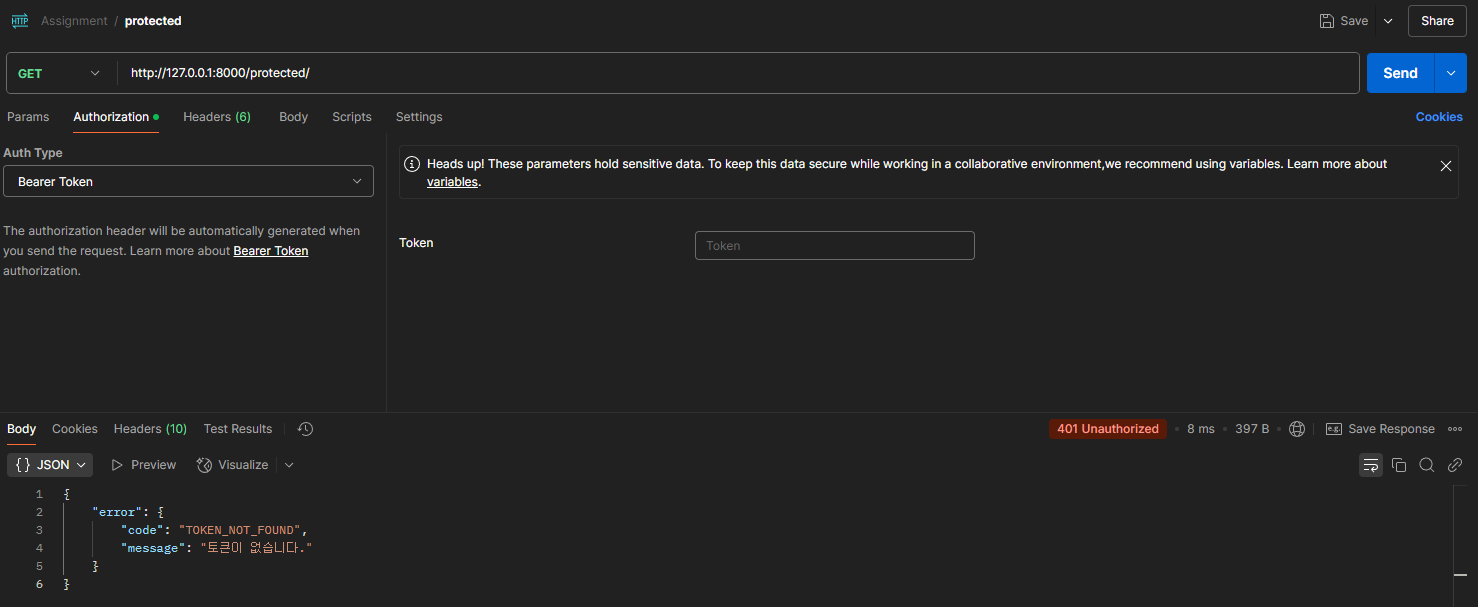 HTTP Assignment / protected Save Share
GET http://127.0.0.1:8000/protected/ Send
Params Authorization Headers (6) Body Scripts Settings Cookies
Auth Type
Bearer Token
The authorization header will be automatically generated when
you send the request. Learn more about Bearer Token
authorization.
Heads up! These parameters hold sensitive data. To keep this data secure while working in a collaborative environment,we recommend using variables. Learn more about
variables.
Token Token
Body Cookies Headers (10) Test Results 401 Unauthorized • 8 ms • 397 B • e.g. Save Response
{ } JSON Preview Visualize
1 {
2 "error": {
3 "code": "TOKEN_NOT_FOUND",
4 "message": "토큰이 없습니다."
5 }
6 }